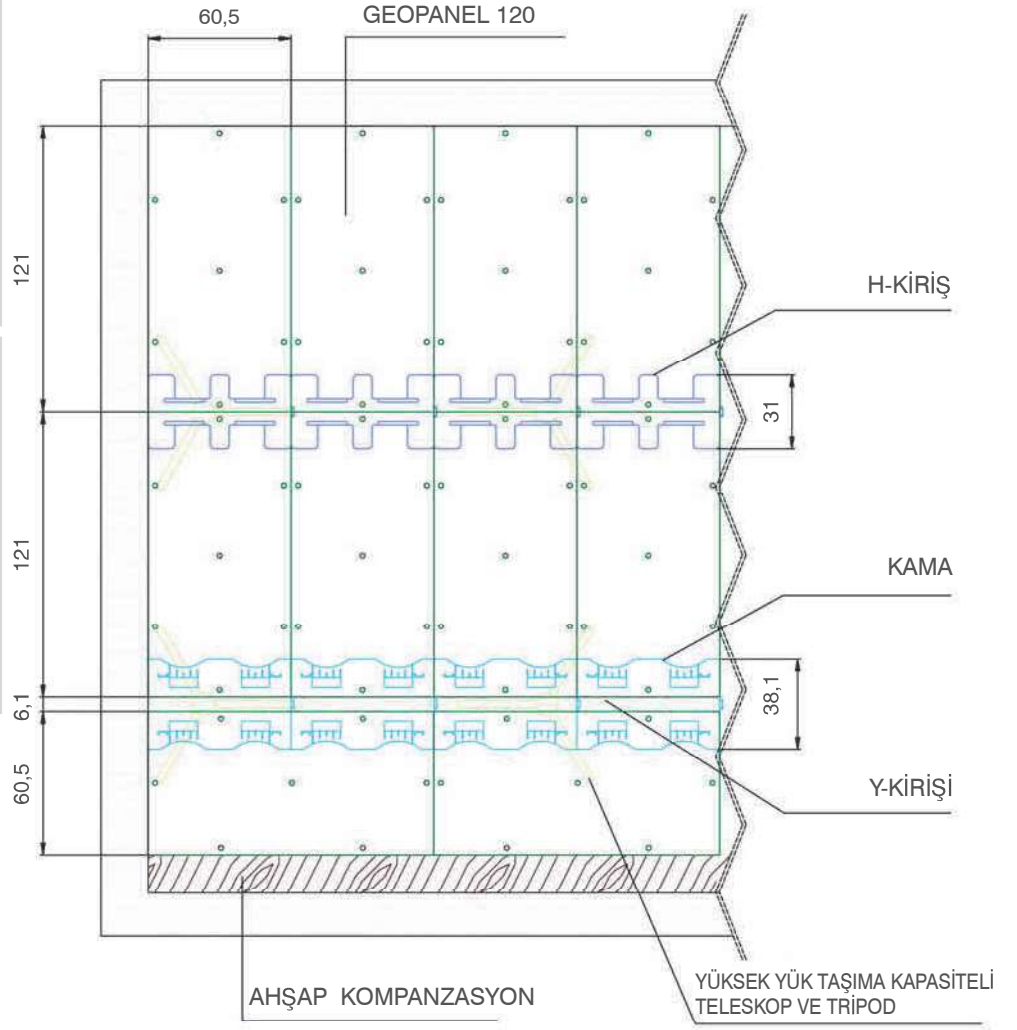 60,5
GEOPANEL 120
121
H-KİRİŞ
31
121
KAMA
6,1
38,1
60,5
Y-KİRİŞİ
AHŞAP KOMPANZASYON
YÜKSEK YÜK TAŞIMA KAPASİTELİ
TELESKOP VE TRİPOD